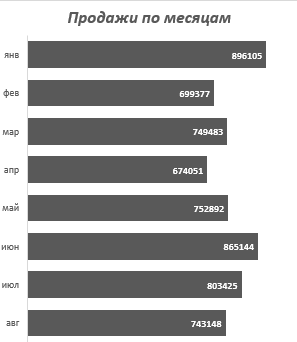 Продажи по месяцам
янв 896105
фев 699377
мар 749483
апр 674051
май 752892
июн 865144
июл 803425
авг 743148